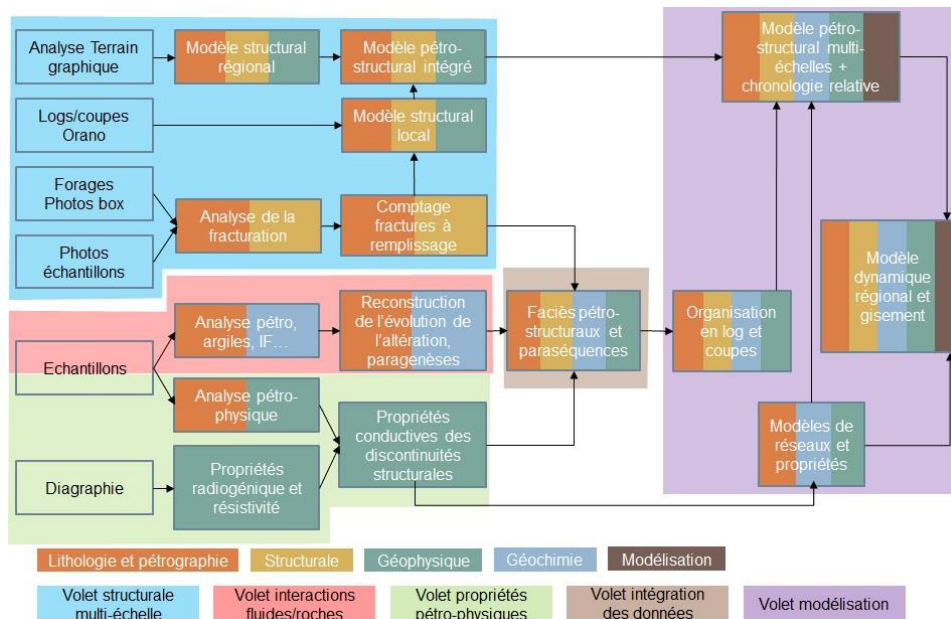 Analyse Terrain
graphique
Modèle structural
régional
Modèle pétro-
structural intégré
Modèle pétro-
structural multi-
échelles +
chronologie relative
Logs/coupes
Orano
Modèle structural
local
Forages
Photos box
Analyse de la
fracturation
Comptage
fractures à
remplissage
Photos
échantillons
Modèle
dynamique
régional et
gisement
Echantillons
Analyse pétro,
argiles, IF...
Reconstruction
de l'évolution de
l'altération,
paragenèses
Faciès pétro-
structuraux et
paraséquences
Organisation
en log et
coupes
Analyse pétro-
physique
Propriétés
conductives des
discontinuités
structurales
Modèles de
réseaux et
propriétés
Diagraphie
Propriétés
radiogénique et
résistivité
Lithologie et pétrographie
Structurale
Géophysique
Géochimie
Modélisation
Volet structurale
multi-échelle
Volet interactions
fluides/roches
Volet propriétés
pétro-physiques
Volet intégration
des données
Volet modélisation